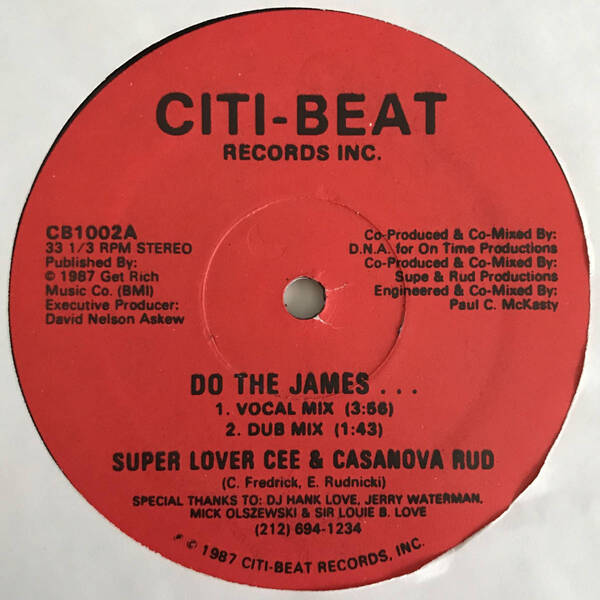 CITI-BEAT
RECORDS INC.
CB1002A
33 1/3 RPM STEREO
Published By:
© 1987 Get Rich
Music Co. (BMI)
Executive Producer:
David Nelson Askew
Co-Produced & Co-Mixed By:
D.N.A. for On Time Productions
Co-Produced & Co-Mixed By:
Supe & Rud Productions
Engineered & Co-Mixed By:
Paul C. McKasty
DO THE JAMES . . .
1. VOCAL MIX (3:56)
2. DUB MIX (1:43)
SUPER LOVER CEE & CASANOVA RUD
(C. Fredrick, E. Rudnicki)
SPECIAL THANKS TO: DJ HANK LOVE, JERRY WATERMAN,
MICK OLSZEWSKI & SIR LOUIE B. LOVE
(212) 694-1234
℗ © 1987 CITI-BEAT RECORDS, INC.